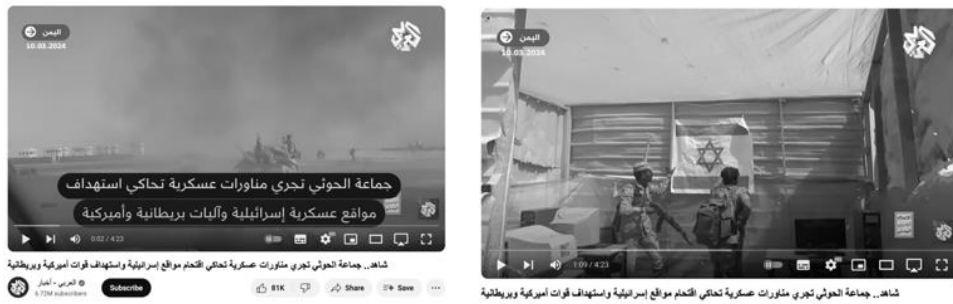 اليمن
10.03.2024
جماعة الحوثي تجري مناورات عسكرية تحاكي استهداف
مواقع عسكرية إسرائيلية وآليات بريطانية وأميركية
0:02 / 4:23
شاهد.. جماعة الحوثي تجري مناورات عسكرية تحاكي اقتحام مواقع إسرائيلية واستهداف قوات أميركية وبريطانية
العربي - أخبار
6.72M subscribers
Subscribe
81K
Share
Save
اليمن
10.03.2024
1:09 / 4:23
شاهد.. جماعة الحوثي تجري مناورات عسكرية تحاكي اقتحام مواقع إسرائيلية واستهداف قوات أميركية وبريطانية